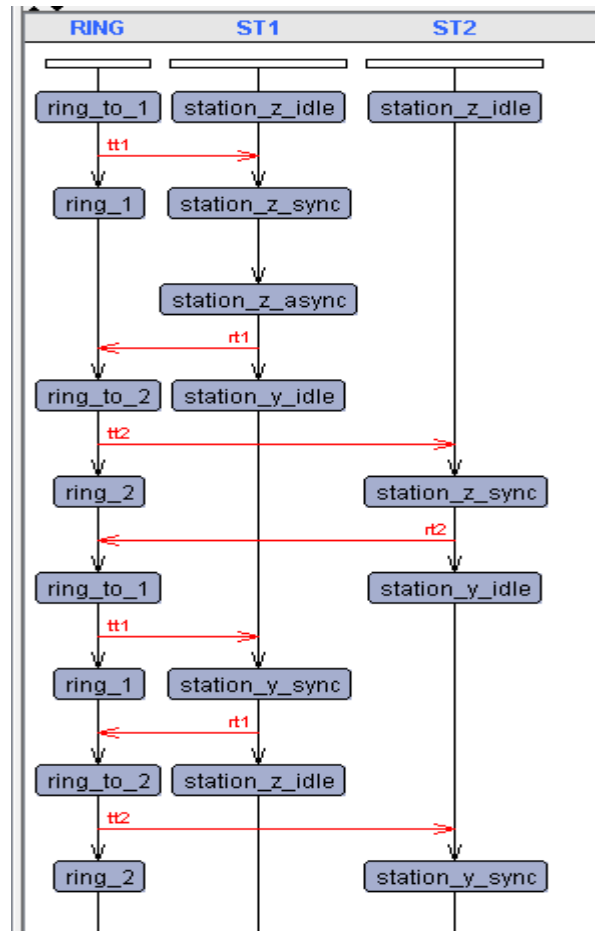 RING ST1 ST2
ring_to_1 station_z_idle station_z_idle
tt1
ring_1 station_z_sync
station_z_async
rt1
ring_to_2 station_y_idle
tt2
ring_2 station_z_sync
rt2
ring_to_1 station_y_idle
tt1
ring_1 station_y_sync
rt1
ring_to_2 station_z_idle
tt2
ring_2 station_y_sync